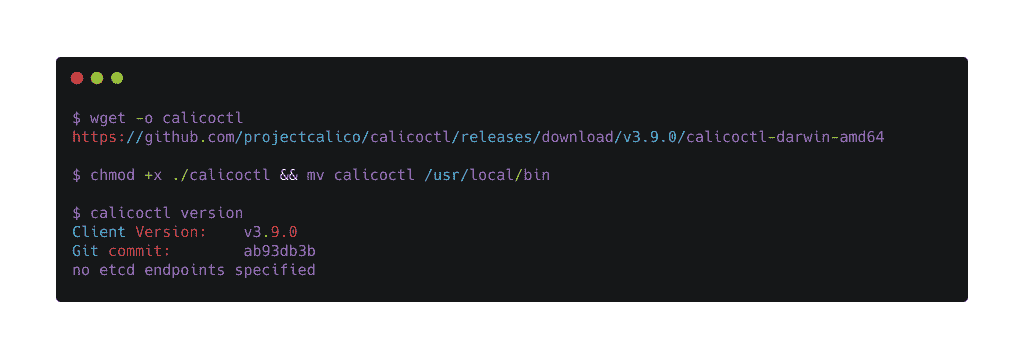 $ wget -o calicoctl
https://github.com/projectcalico/calicoctl/releases/download/v3.9.0/calicoctl-darwin-amd64
$ chmod +x ./calicoctl && mv calicoctl /usr/local/bin
$ calicoctl version
Client Version:    v3.9.0
Git commit:        ab93db3b
no etcd endpoints specified